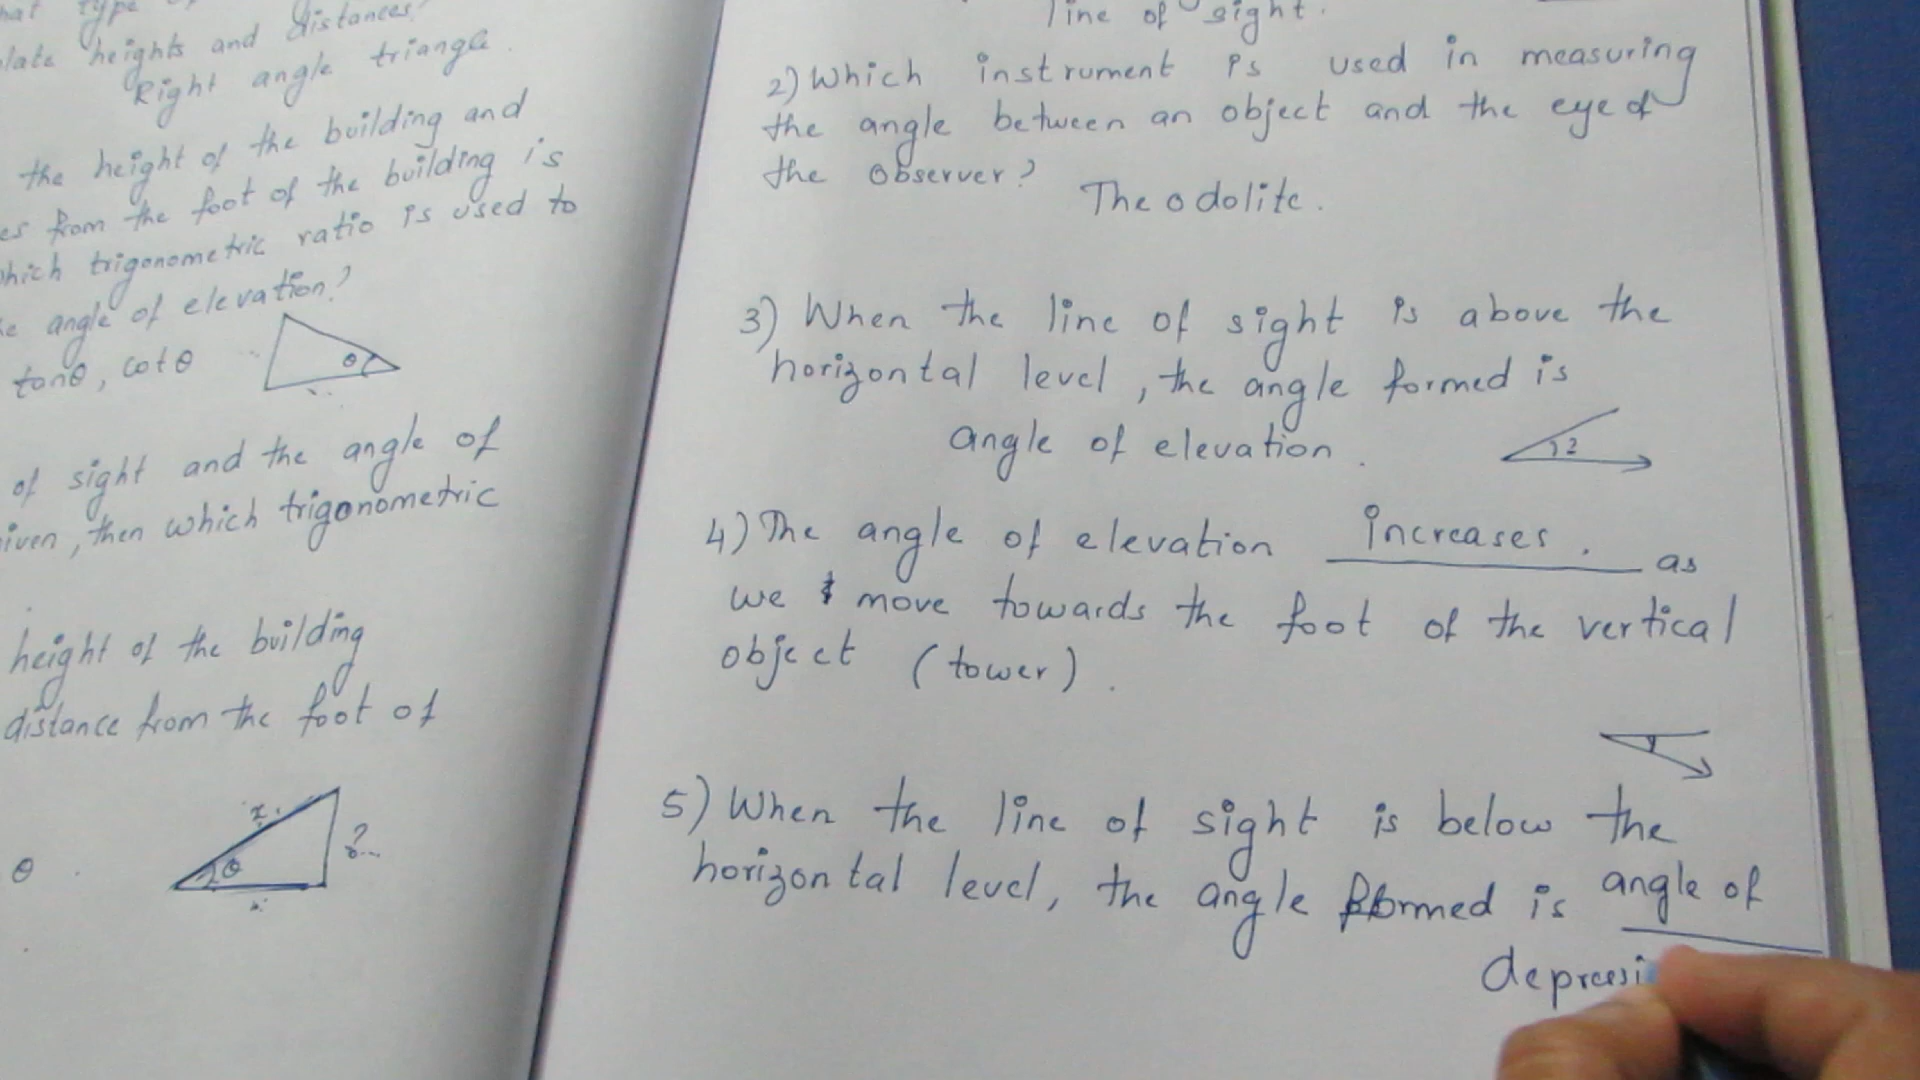 hat type
late heights and distances?
Right angle triangle.
the height of the building and
es from the foot of the building is
which trigonometric ratio is used to
e angle of elevation?
tanθ, cotθ
θ
of sight and the angle of
iven, then which trigonometric
height of the building
distance from the foot of
θ.
x
θ
?
line of sight.
2) Which instrument is used in measuring
the angle between an object and the eye of
the observer?
Theodolite.
3) When the line of sight is above the
horizontal level, the angle formed is
angle of elevation.
?
4) The angle of elevation increases. as
we move towards the foot of the vertical
object (tower).
5) When the line of sight is below the
horizontal level, the angle formed is angle of
depressi